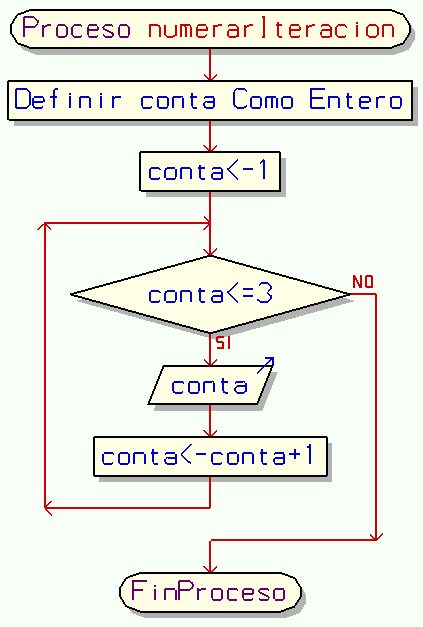 Proceso numerarIteracion
Definir conta Como Entero
conta<-1
conta<=3
NO
SI
conta
conta<-conta+1
FinProceso